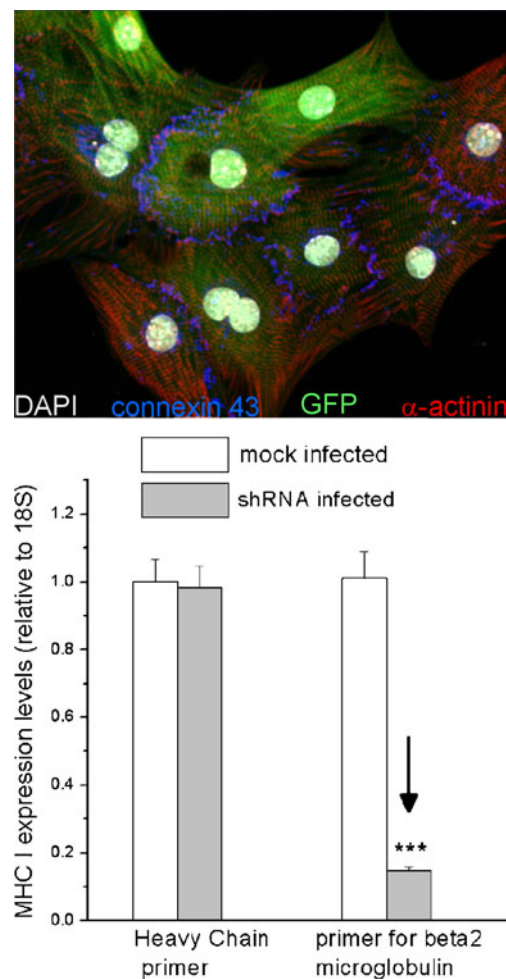 DAPI connexin 43 GFP α-actinin
mock infected
shRNA infected
MHC I expression levels (relative to 18S)
1.2
1.0
0.8
0.6
0.4
0.2
0.0
***
Heavy Chain
primer
primer for beta2
microglobulin